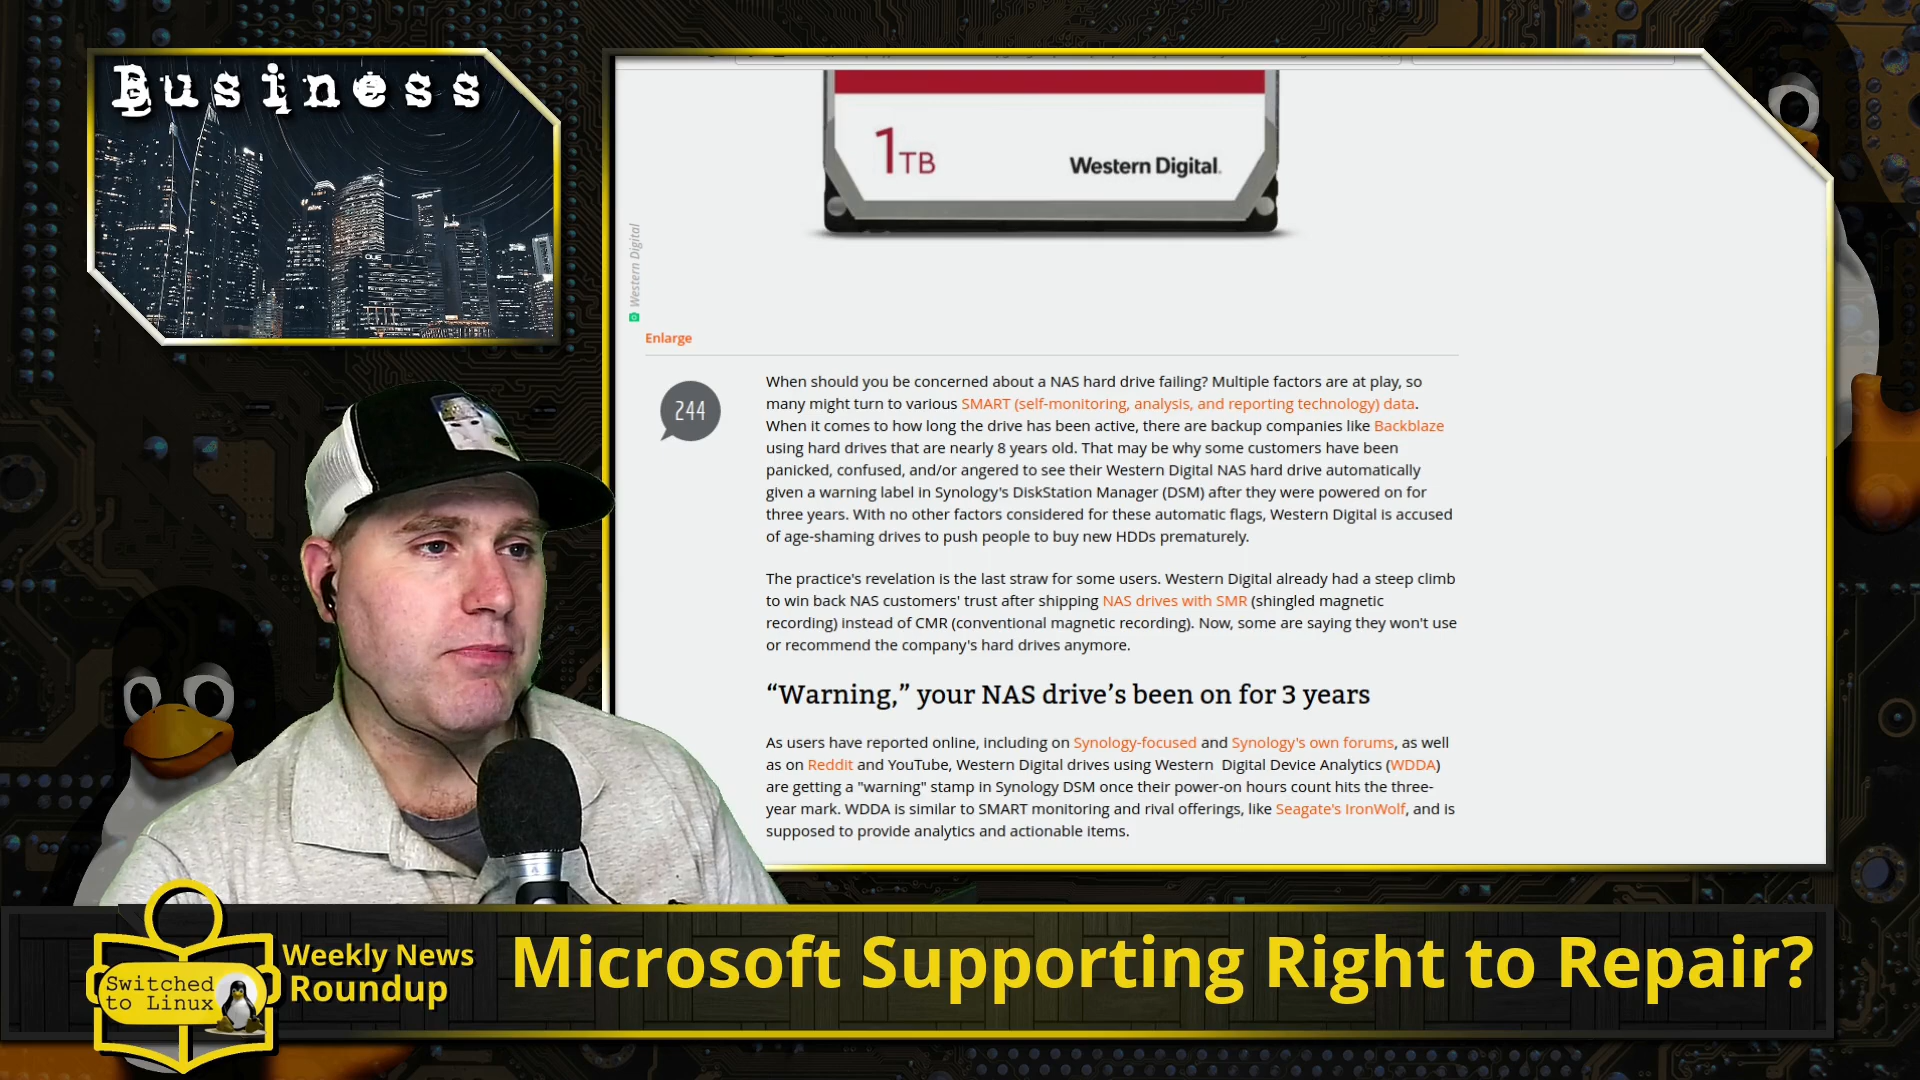 Business
1TB
Western Digital
Western Digital
Enlarge
244
When should you be concerned about a NAS hard drive failing? Multiple factors are at play, so
many might turn to various SMART (self-monitoring, analysis, and reporting technology) data.
When it comes to how long the drive has been active, there are backup companies like Backblaze
using hard drives that are nearly 8 years old. That may be why some customers have been
panicked, confused, and/or angered to see their Western Digital NAS hard drive automatically
given a warning label in Synology's DiskStation Manager (DSM) after they were powered on for
three years. With no other factors considered for these automatic flags, Western Digital is accused
of age-shaming drives to push people to buy new HDDs prematurely.
The practice's revelation is the last straw for some users. Western Digital already had a steep climb
to win back NAS customers' trust after shipping NAS drives with SMR (shingled magnetic
recording) instead of CMR (conventional magnetic recording). Now, some are saying they won't use
or recommend the company's hard drives anymore.
“Warning,” your NAS drive’s been on for 3 years
As users have reported online, including on Synology-focused and Synology's own forums, as well
as on Reddit and YouTube, Western Digital drives using Western Digital Device Analytics (WDDA)
are getting a "warning" stamp in Synology DSM once their power-on hours count hits the three-
year mark. WDDA is similar to SMART monitoring and rival offerings, like Seagate's IronWolf, and is
supposed to provide analytics and actionable items.
Switched
to Linux
Weekly News
Roundup
Microsoft Supporting Right to Repair?